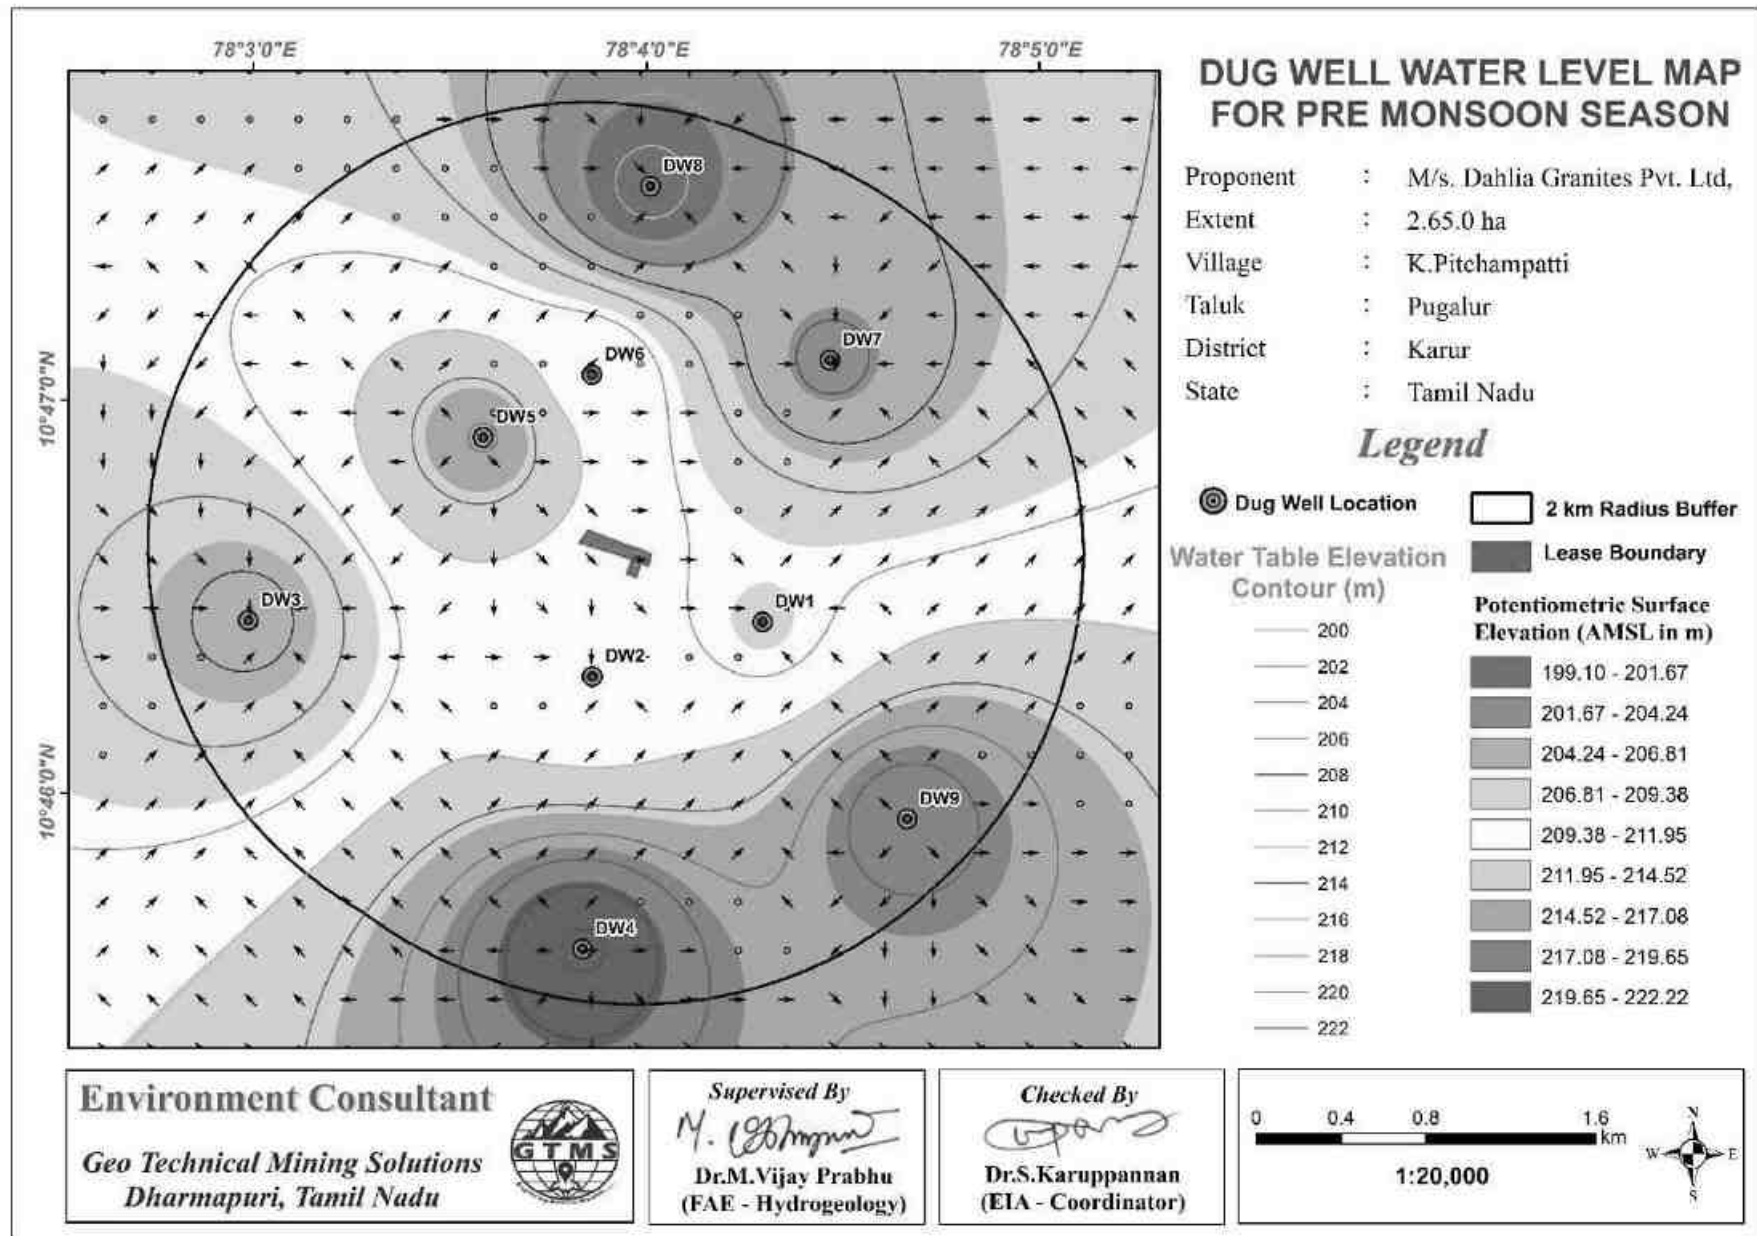 78°3'0"E
78°4'0"E
78°5'0"E
10°47'0"N
10°46'0"N
DW8
DW7
DW6
DW5
DW3
DW1
DW2
DW9
DW4
DUG WELL WATER LEVEL MAP
FOR PRE MONSOON SEASON
Proponent : M/s. Dahlia Granites Pvt. Ltd,
Extent : 2.65.0 ha
Village : K.Pitchampatti
Taluk : Pugalur
District : Karur
State : Tamil Nadu
Legend
Dug Well Location
2 km Radius Buffer
Lease Boundary
Water Table Elevation
Contour (m)
200
202
204
206
208
210
212
214
216
218
220
222
Potentiometric Surface
Elevation (AMSL in m)
199.10 - 201.67
201.67 - 204.24
204.24 - 206.81
206.81 - 209.38
209.38 - 211.95
211.95 - 214.52
214.52 - 217.08
217.08 - 219.65
219.65 - 222.22
Environment Consultant
Geo Technical Mining Solutions
Dharmapuri, Tamil Nadu
GTMS
Supervised By
Dr.M.Vijay Prabhu
(FAE - Hydrogeology)
Checked By
Dr.S.Karuppannan
(EIA - Coordinator)
0 0.4 0.8 1.6
km
1:20,000
N
W E
S